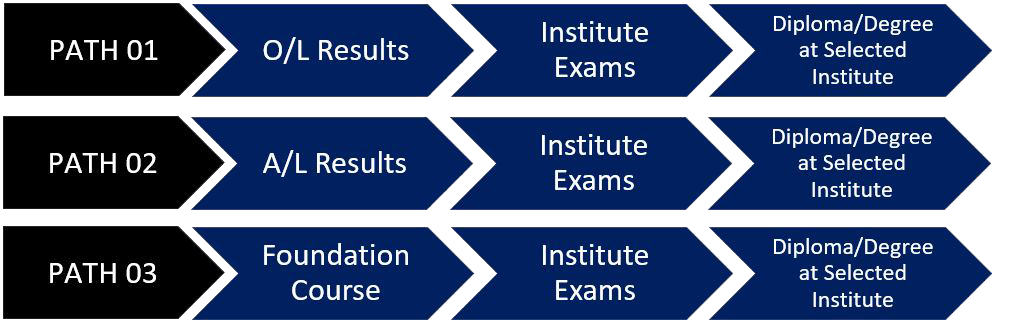 PATH 01
O/L Results
Institute
Exams
Diploma/Degree
at Selected
Institute
PATH 02
A/L Results
Institute
Exams
Diploma/Degree
at Selected
Institute
PATH 03
Foundation
Course
Institute
Exams
Diploma/Degree
at Selected
Institute